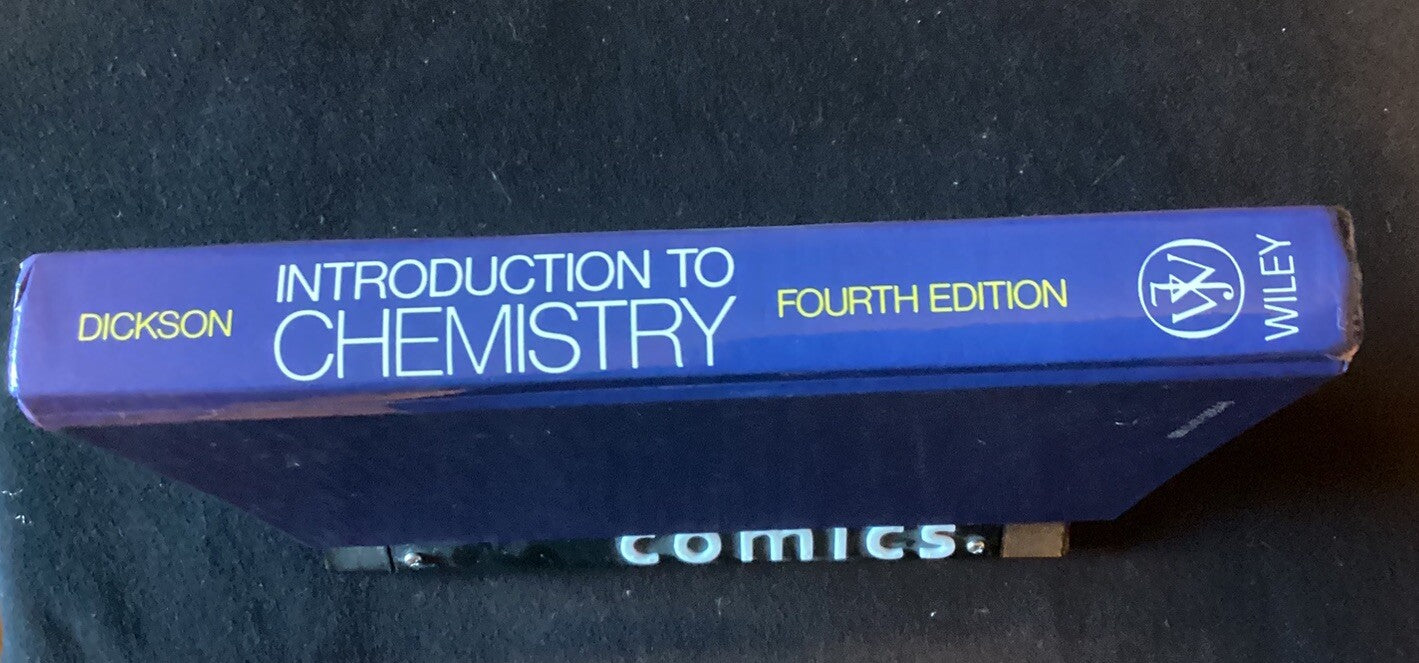 DICKSON
INTRODUCTION TO
CHEMISTRY
FOURTH EDITION
WILEY
comics.